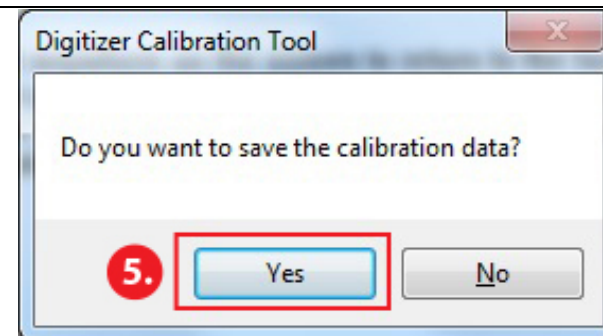 Digitizer Calibration Tool
Do you want to save the calibration data?
5. Yes No